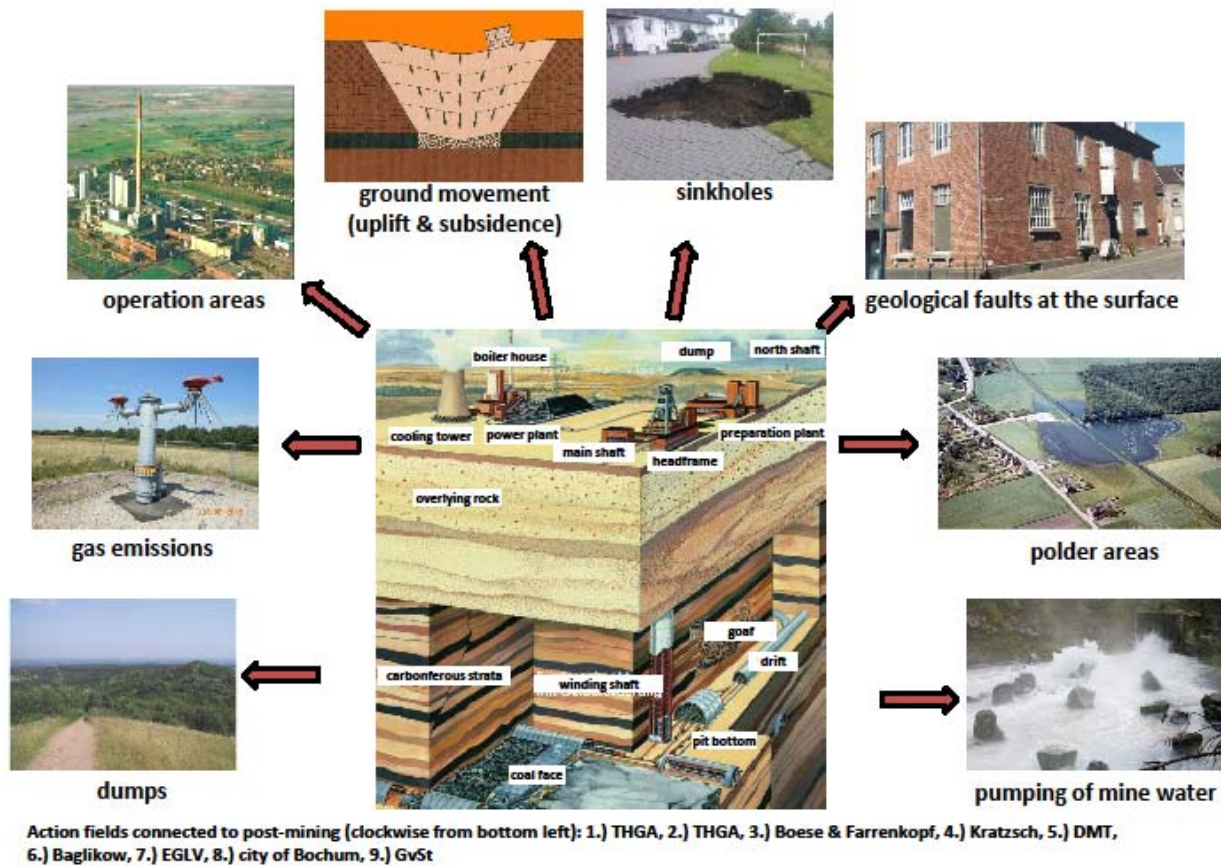 operation areas
ground movement
(uplift & subsidence)
sinkholes
geological faults at the surface
gas emissions
polder areas
dumps
pumping of mine water
boiler house
dump
north shaft
cooling tower
power plant
main shaft
headframe
preparation plant
overlying rock
goaf
drift
carbonferous strata
winding shaft
pit bottom
coal face
Action fields connected to post-mining (clockwise from bottom left): 1.) THGA, 2.) THGA, 3.) Boese & Farrenkopf, 4.) Kratzsch, 5.) DMT,
6.) Baglikow, 7.) EGLV, 8.) city of Bochum, 9.) GvSt